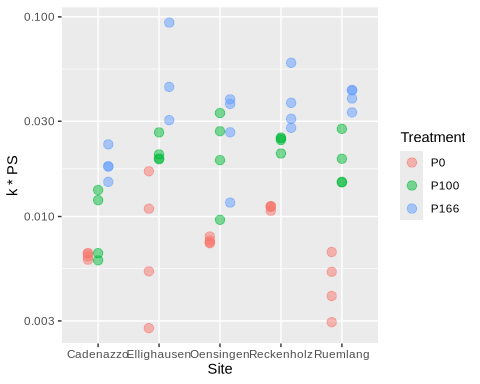 0.100
0.030
0.010
0.003
k * PS
Cadenazzo Ellighausen Oensingen Reckenholz Ruemlang
Site
Treatment
P0
P100
P166